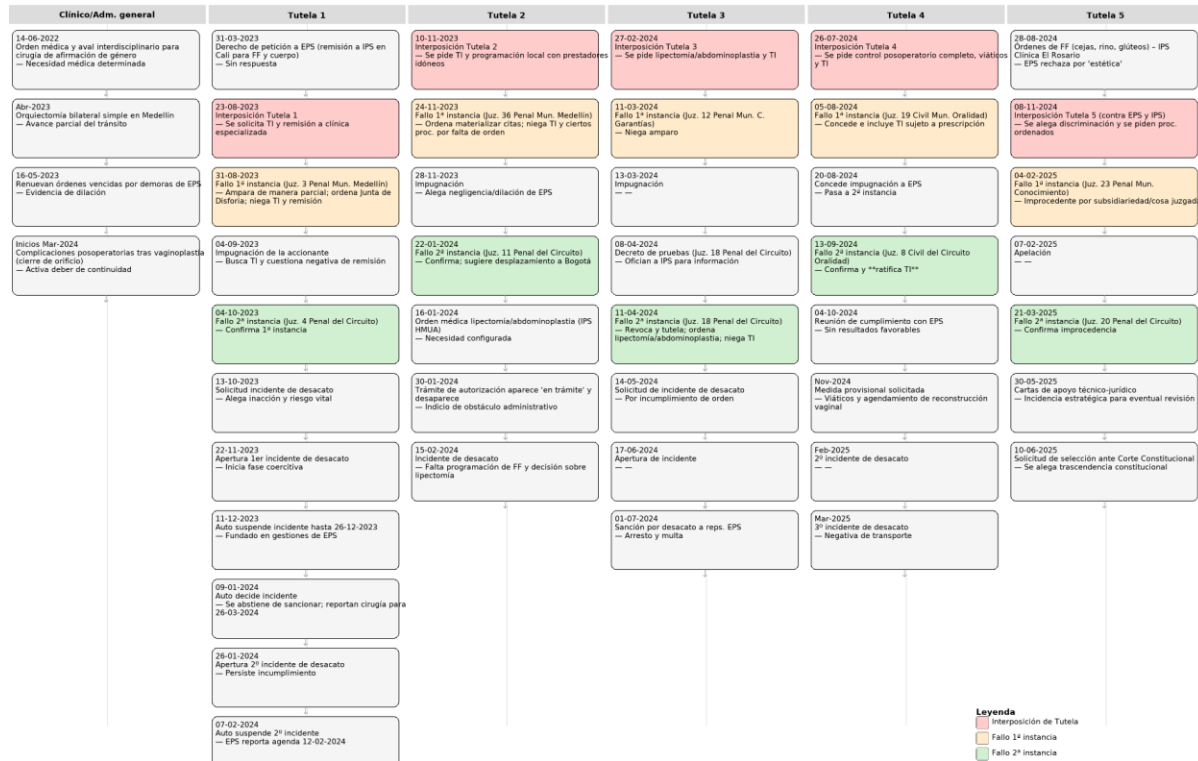 Clínico/Adm. general
14-06-2022
Orden médica y aval interdisciplinario para
cirugía de afirmación de género
— Necesidad médica determinada
Abr-2023
Orquiectomía bilateral simple en Medellín
— Avance parcial del tránsito
16-05-2023
Renuevan órdenes vencidas por demoras de EPS
— Evidencia de dilación
Inicios Mar-2024
Complicaciones posoperatorias tras vaginoplastia
(cierre de orificio)
— Activa deber de continuidad
Tutela 1
31-03-2023
Derecho de petición a EPS (remisión a IPS en
Cali para FF y cuerpo)
— Sin respuesta
23-08-2023
Interposición Tutela 1
— Se solicita TI y remisión a clínica
especializada
31-08-2023
Fallo 1ª instancia (Juz. 3 Penal Mun. Medellín)
— Ampara de manera parcial; ordena Junta de
Disforia; niega TI y remisión
04-09-2023
Impugnación de la accionante
— Busca TI y cuestiona negativa de remisión
04-10-2023
Fallo 2ª instancia (Juz. 4 Penal del Circuito)
— Confirma 1ª instancia
13-10-2023
Solicitud incidente de desacato
— Alega inacción y riesgo vital
22-11-2023
Apertura 1er incidente de desacato
— Inicia fase coercitiva
11-12-2023
Auto suspende incidente hasta 26-12-2023
— Fundado en gestiones de EPS
09-01-2024
Auto decide incidente
— Se abstiene de sancionar; reportan cirugía para
26-03-2024
26-01-2024
Apertura 2º incidente de desacato
— Persiste incumplimiento
07-02-2024
Auto suspende 2º incidente
— EPS reporta agenda 12-02-2024
Tutela 2
10-11-2023
Interposición Tutela 2
— Se pide TI y programación local con prestadores
idóneos
24-11-2023
Fallo 1ª instancia (Juz. 36 Penal Mun. Medellín)
— Ordena materializar citas; niega TI y ciertos
proc. por falta de orden
28-11-2023
Impugnación
— Alega negligencia/dilación de EPS
22-01-2024
Fallo 2ª instancia (Juz. 11 Penal del Circuito)
— Confirma; sugiere desplazamiento a Bogotá
16-01-2024
Orden médica lipectomía/abdominoplastia (IPS
HMUA)
— Necesidad configurada
30-01-2024
Trámite de autorización aparece 'en trámite' y
desaparece
— Indicio de obstáculo administrativo
15-02-2024
Incidente de desacato
— Falta programación de FF y decisión sobre
lipectomía
Tutela 3
27-02-2024
Interposición Tutela 3
— Se pide lipectomía/abdominoplastia y TI
11-03-2024
Fallo 1ª instancia (Juz. 12 Penal Mun. C.
Garantías)
— Niega amparo
13-03-2024
Impugnación
— —
08-04-2024
Decreto de pruebas (Juz. 18 Penal del Circuito)
— Ofician a IPS para información
11-04-2024
Fallo 2ª instancia (Juz. 18 Penal del Circuito)
— Revoca y tutela; ordena
lipectomía/abdominoplastia; niega TI
14-05-2024
Solicitud de incidente de desacato
— Por incumplimiento de orden
17-06-2024
Apertura de incidente
— —
01-07-2024
Sanción por desacato a reps. EPS
— Arresto y multa
Tutela 4
26-07-2024
Interposición Tutela 4
— Se pide control posoperatorio completo, viáticos
y TI
05-08-2024
Fallo 1ª instancia (Juz. 19 Civil Mun. Oralidad)
— Concede e incluye TI sujeto a prescripción
20-08-2024
Concede impugnación a EPS
— Pasa a 2ª instancia
13-09-2024
Fallo 2ª instancia (Juz. 8 Civil del Circuito
Oralidad)
— Confirma y **ratifica TI**
04-10-2024
Reunión de cumplimiento con EPS
— Sin resultados favorables
Nov-2024
Medida provisional solicitada
— Viáticos y agendamiento de reconstrucción
vaginal
Feb-2025
2º incidente de desacato
— —
Mar-2025
3º incidente de desacato
— Negativa de transporte
Tutela 5
28-08-2024
Órdenes de FF (cejas, rino, glúteos) – IPS
Clínica El Rosario
— EPS rechaza por 'estética'
08-11-2024
Interposición Tutela 5 (contra EPS y IPS)
— Se alega discriminación y se piden proc.
ordenados
04-02-2025
Fallo 1ª instancia (Juz. 23 Penal Mun.
Conocimiento)
— Improcedente por subsidiariedad/cosa juzgada
07-02-2025
Apelación
— —
21-03-2025
Fallo 2ª instancia (Juz. 20 Penal del Circuito)
— Confirma improcedencia
30-05-2025
Cartas de apoyo técnico-jurídico
— Incidencia estratégica para eventual revisión
10-06-2025
Solicitud de selección ante Corte Constitucional
— Se alega trascendencia constitucional
Leyenda
Interposición de Tutela
Fallo 1ª instancia
Fallo 2ª instancia